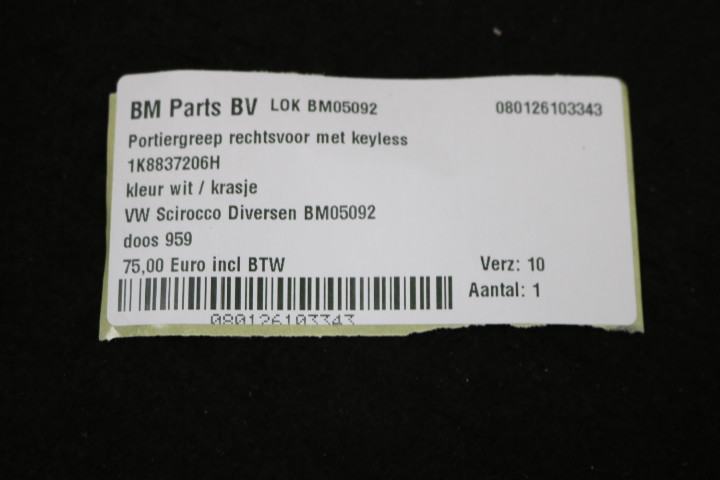 BM Parts BV LOK BM05092 080126103343
Portiergreep rechtsvoor met keyless
1K8837206H
kleur wit / krasje
VW Scirocco Diversen BM05092
doos 959
75,00 Euro incl BTW Verz: 10
Aantal: 1
080126103343